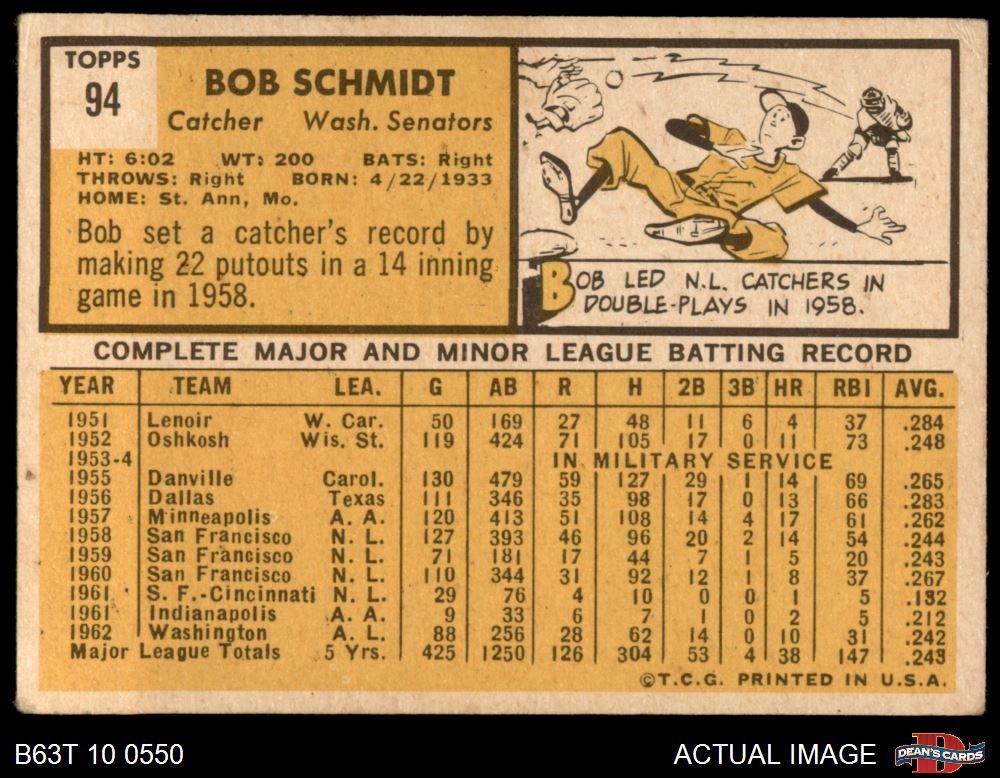 TOPPS
94
BOB SCHMIDT
Catcher Wash. Senators
HT: 6:02 WT: 200 BATS: Right
THROWS: Right BORN: 4/22/1933
HOME: St. Ann, Mo.
Bob set a catcher's record by
making 22 putouts in a 14 inning
game in 1958.
BOB LED N.L. CATCHERS IN
DOUBLE-PLAYS IN 1958.
COMPLETE MAJOR AND MINOR LEAGUE BATTING RECORD
YEAR TEAM LEA. G AB R H 2B 3B HR RBI AVG.
1951 Lenoir W. Car. 50 169 27 48 11 6 4 37 .284
1952 Oshkosh Wis. St. 119 424 71 105 17 0 11 73 .248
1953-4 IN MILITARY SERVICE
1955 Danville Carol. 130 479 59 127 29 1 14 69 .265
1956 Dallas Texas 111 346 35 98 17 0 13 66 .283
1957 Minneapolis A. A. 120 413 51 108 14 4 17 61 .262
1958 San Francisco N. L. 127 393 46 96 20 2 14 54 .244
1959 San Francisco N. L. 71 181 17 44 7 1 5 20 .243
1960 San Francisco N. L. 110 344 31 92 12 1 8 37 .267
1961 S. F.-Cincinnati N. L. 29 76 4 10 0 0 1 5 .132
1961 Indianapolis A. A. 9 33 6 7 1 0 2 5 .212
1962 Washington A. L. 88 256 28 62 14 0 10 31 .242
Major League Totals 5 Yrs. 425 1250 126 304 53 4 38 147 .243
©T.C.G. PRINTED IN U.S.A.
B63T 10 0550
ACTUAL IMAGE
DEAN'S CARDS